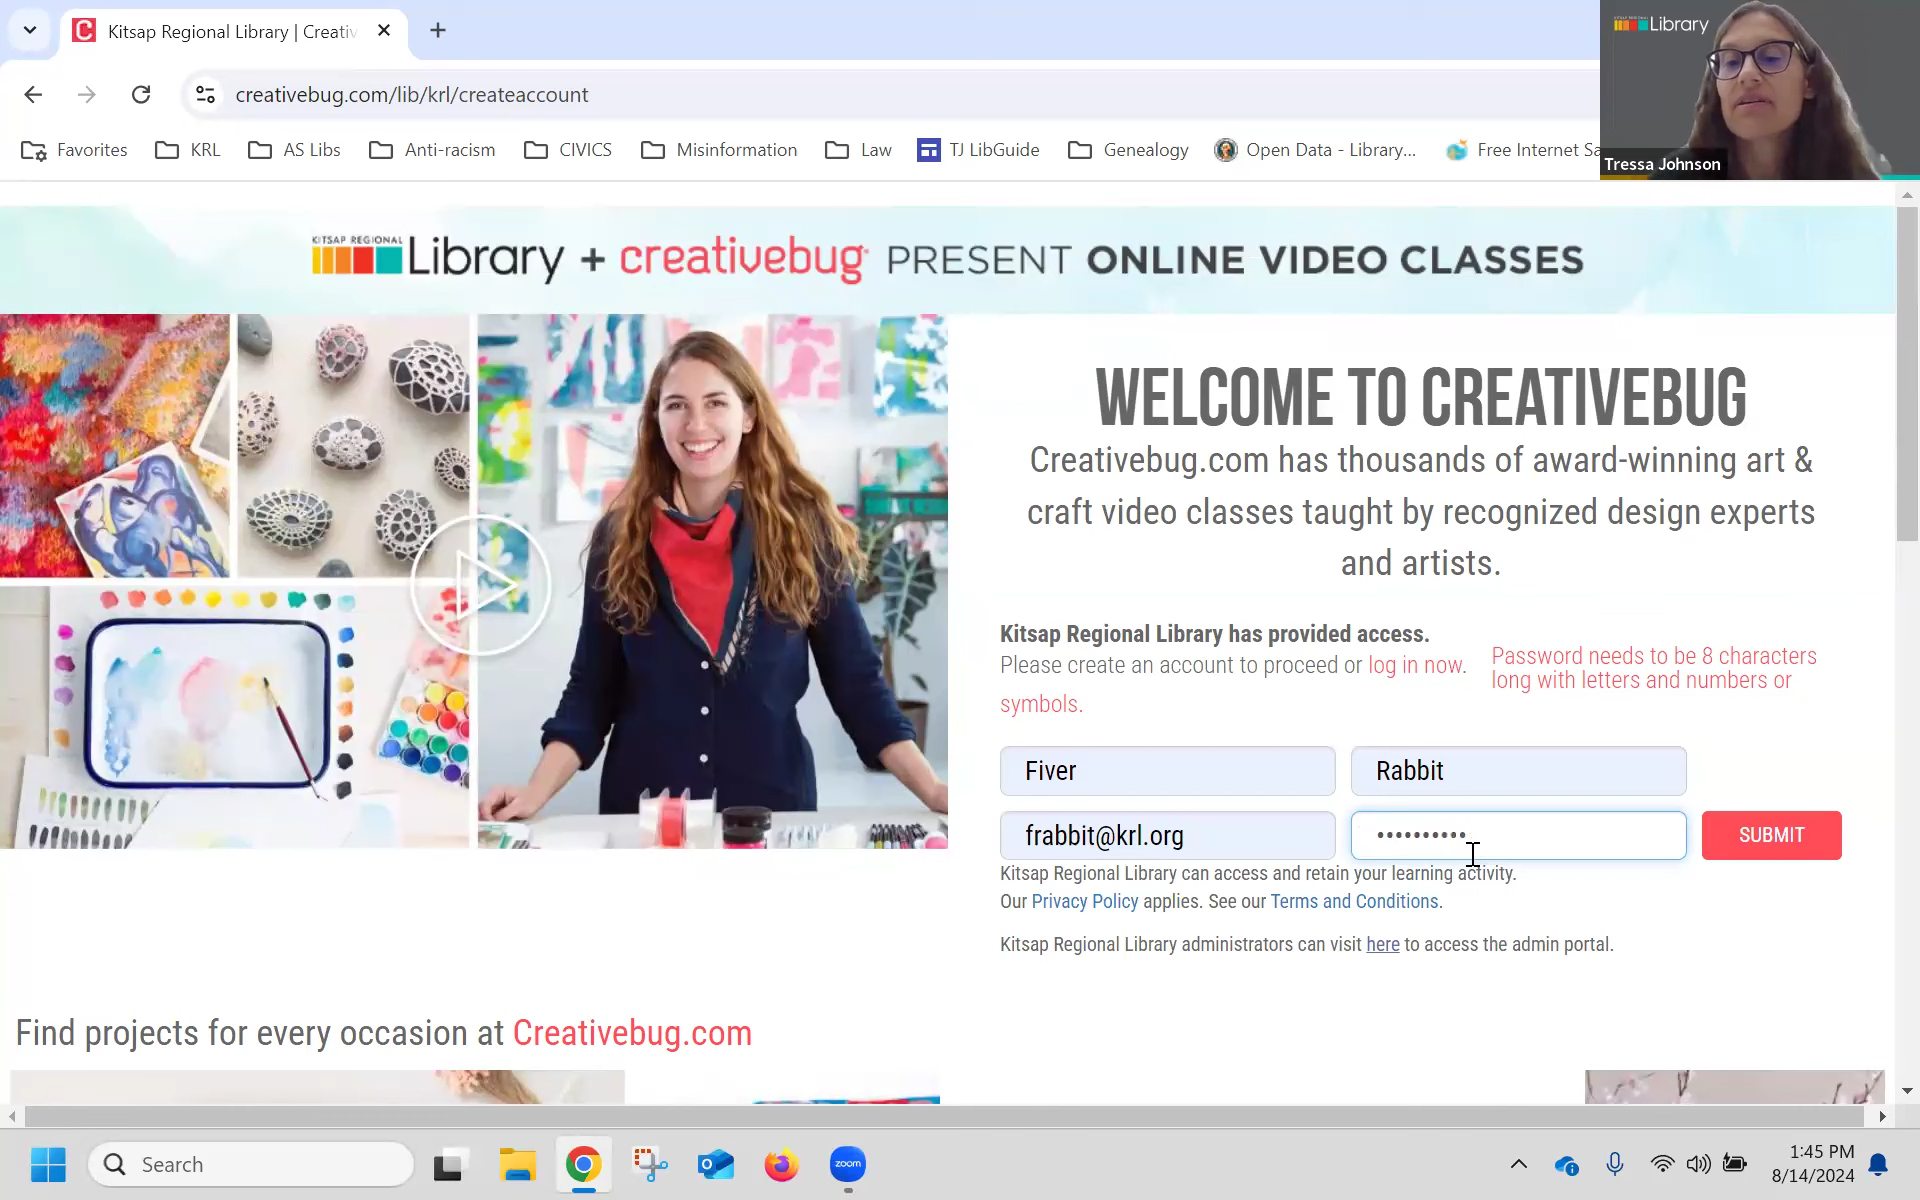 Kitsap Regional Library | Creativ
creativebug.com/lib/krl/createaccount
Favorites KRL AS Libs Anti-racism CIVICS Misinformation Law TJ LibGuide Genealogy Open Data - Library... Free Internet Sa
KITSAP REGIONAL
Library
Tressa Johnson
KITSAP REGIONAL
Library + creativebug PRESENT ONLINE VIDEO CLASSES
WELCOME TO CREATIVEBUG
Creativebug.com has thousands of award-winning art &
craft video classes taught by recognized design experts
and artists.
Kitsap Regional Library has provided access.
Please create an account to proceed or log in now.
Password needs to be 8 characters
long with letters and numbers or
symbols.
Fiver Rabbit
frabbit@krl.org •••••••••• SUBMIT
Kitsap Regional Library can access and retain your learning activity.
Our Privacy Policy applies. See our Terms and Conditions.
Kitsap Regional Library administrators can visit here to access the admin portal.
Find projects for every occasion at Creativebug.com
Search
zoom
1:45 PM
8/14/2024